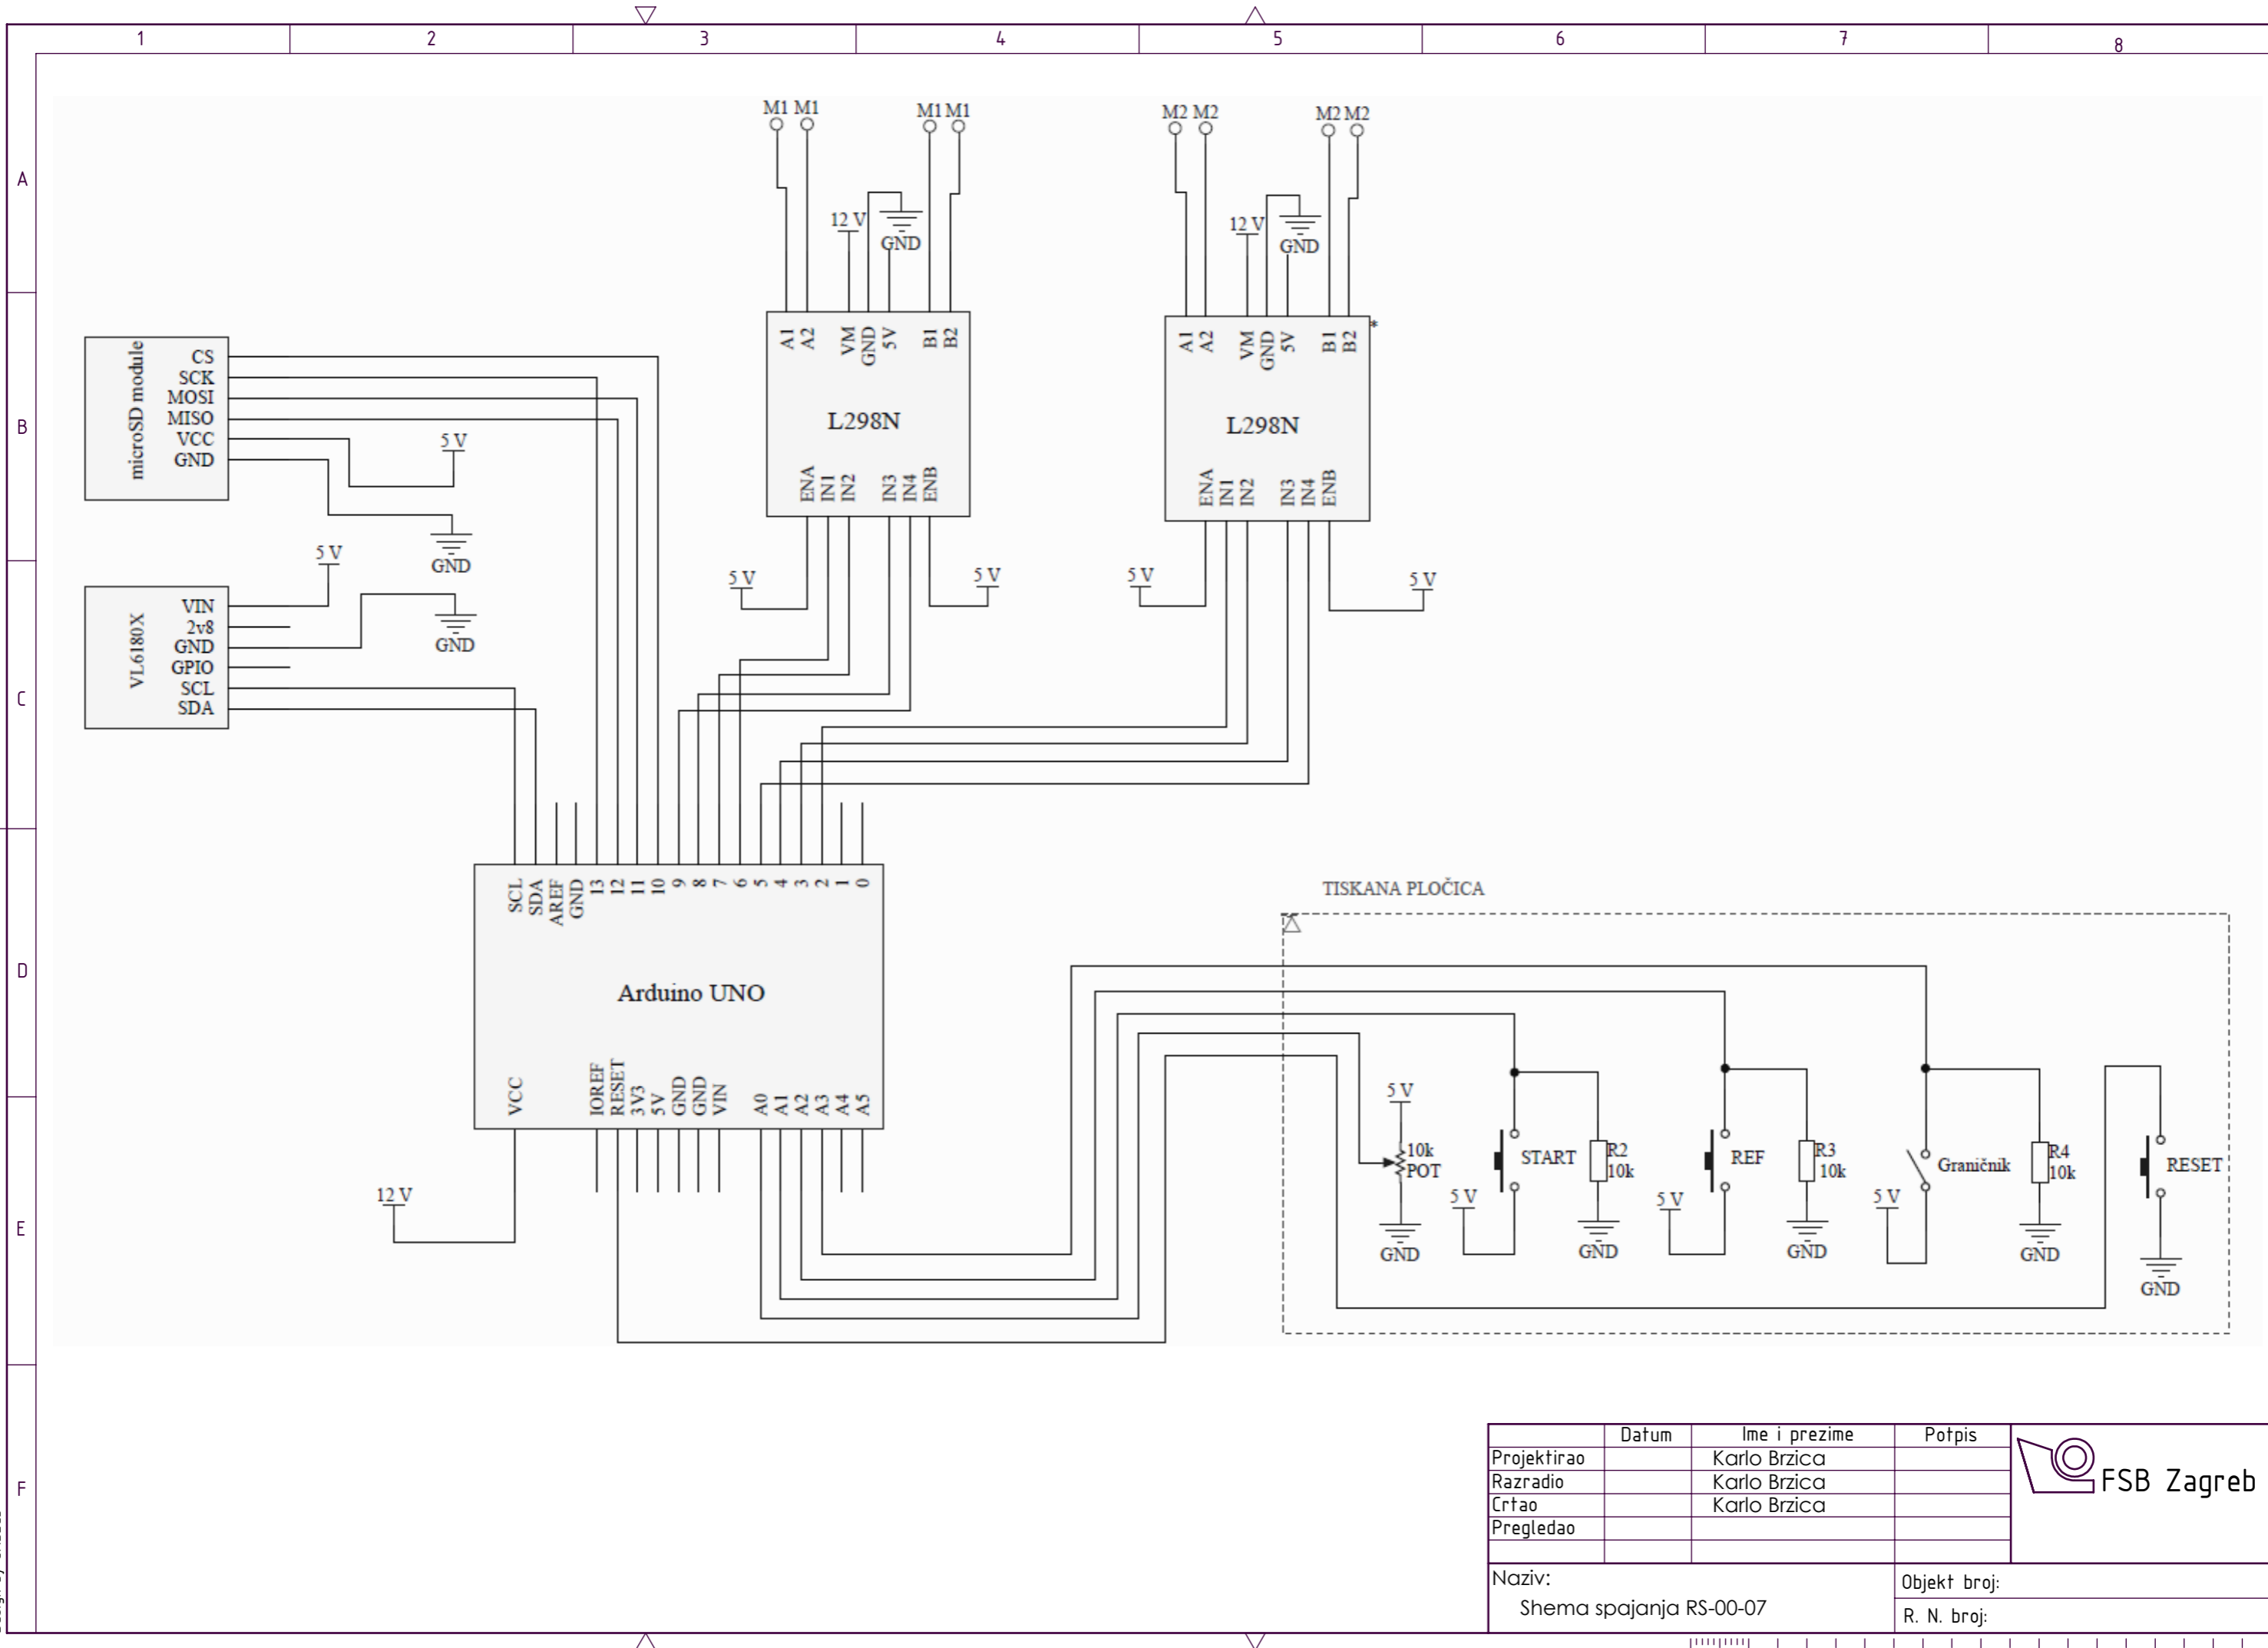 1 2 3 4 5 6 7 8
A
B
C
D
E
F
M1 M1 M1 M1
12 V
GND
A1 A2 VM GND 5V B1 B2
L298N
ENA IN1 IN2 IN3 IN4 ENB
5 V 5 V
M2 M2 M2 M2
12 V
GND
A1 A2 VM GND 5V B1 B2
*
L298N
ENA IN1 IN2 IN3 IN4 ENB
5 V 5 V
microSD module
CS
SCK
MOSI
MISO
VCC
GND
5 V
GND
VL6180X
VIN
2v8
GND
GPIO
SCL
SDA
5 V
GND
SCL SDA AREF GND 13 12 11 10 9 8 7 6 5 4 3 2 1 0
Arduino UNO
VCC IOREF RESET 3V3 5V GND GND VIN A0 A1 A2 A3 A4 A5
12 V
TISKANA PLOČICA
5 V
10k
POT
GND
START
5 V
R2
10k
GND
REF
5 V
R3
10k
GND
Graničnik
5 V
R4
10k
GND
RESET
GND
Datum Ime i prezime Potpis
Projektirao Karlo Brzica
Razradio Karlo Brzica
Crtao Karlo Brzica
Pregledao
FSB Zagreb
Naziv:
Shema spajanja RS-00-07
Objekt broj:
R. N. broj: